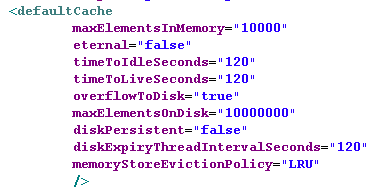 <defaultCache
maxElementsInMemory="10000"
eternal="false"
timeToIdleSeconds="120"
timeToLiveSeconds="120"
overflowToDisk="true"
maxElementsOnDisk="10000000"
diskPersistent="false"
diskExpiryThreadIntervalSeconds="120"
memoryStoreEvictionPolicy="LRU"
/>